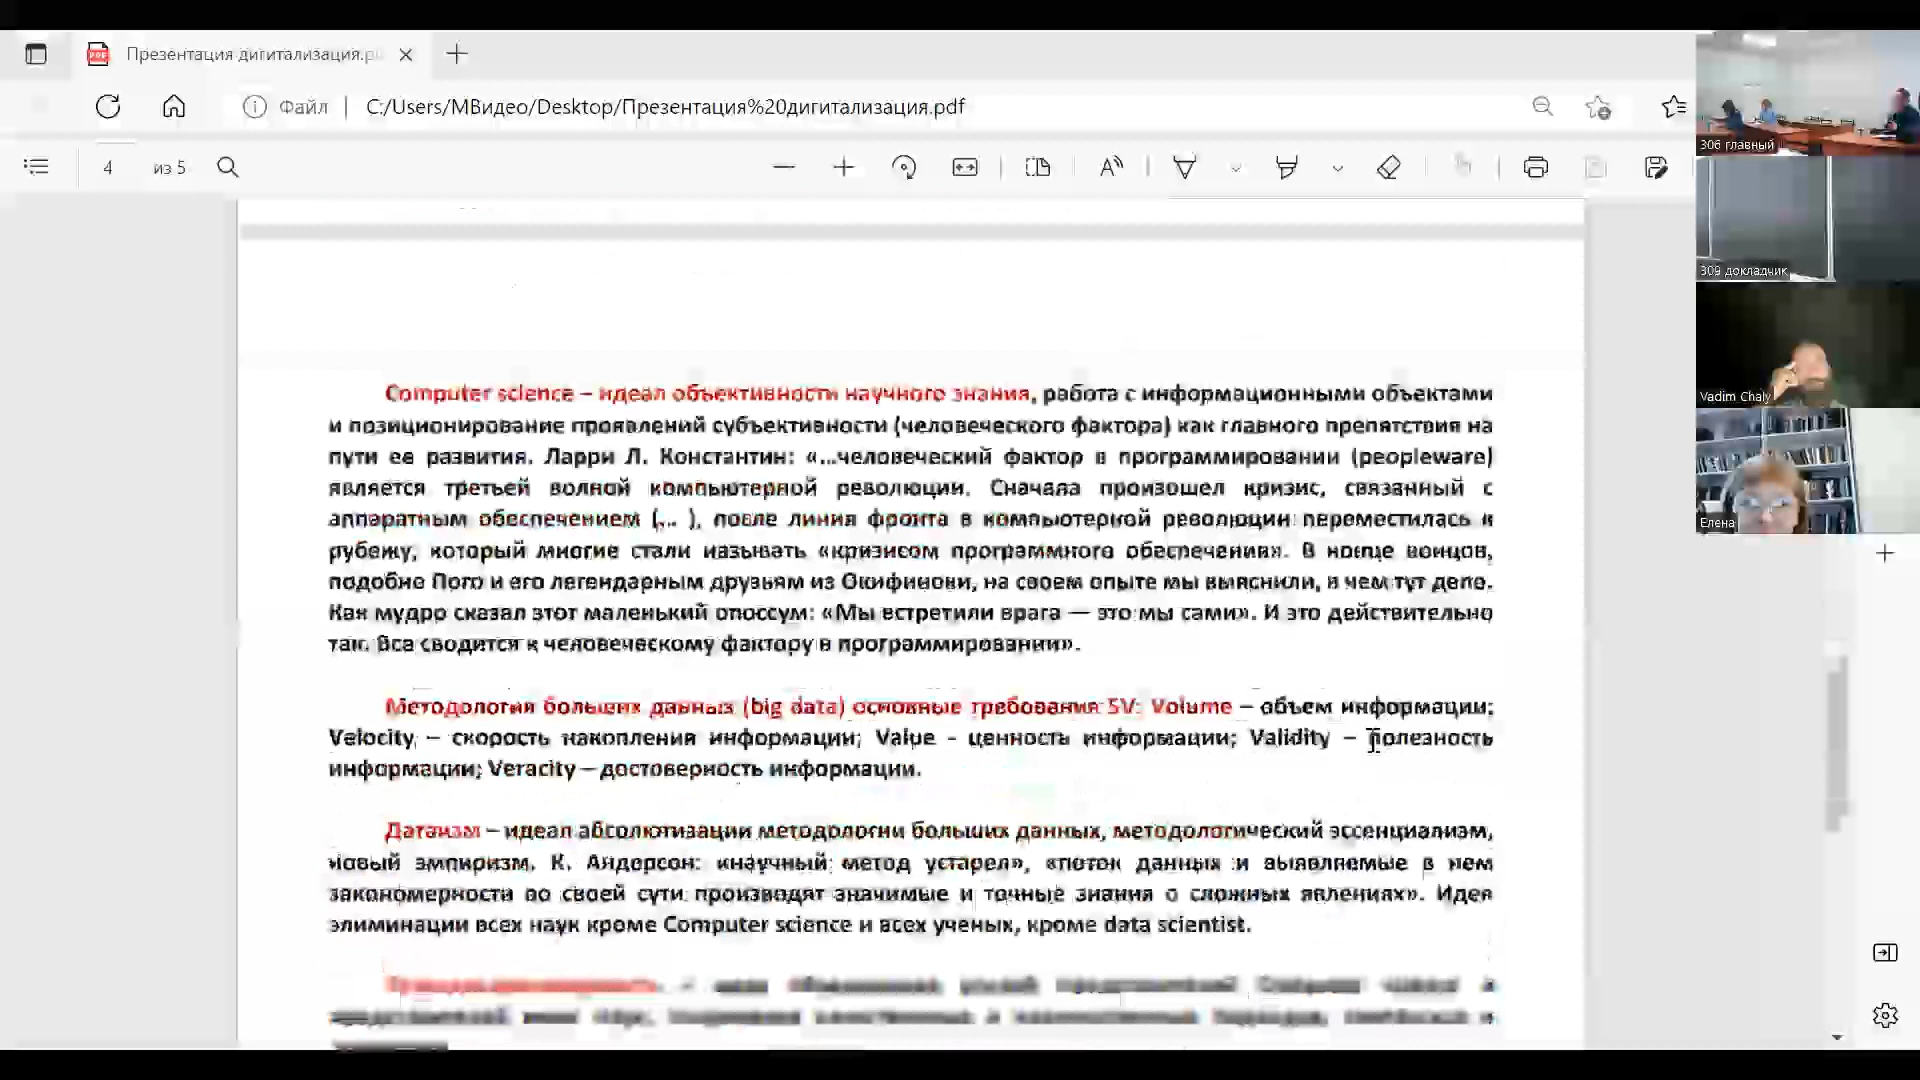 Презентация дигитализация.p
Файл
C:/Users/МВидео/Desktop/Презентация%20дигитализация.pdf
4 из 5
306 главный
309 докладчик
Vadim Chaly
Елена
Computer science – идеал объективности научного знания, работа с информационными объектами
и позиционирование проявлений субъективности (человеческого фактора) как главного препятствия на
пути ее развития. Ларри Л. Константин: «...человеческий фактор в программировании (peopleware)
является третьей волной компьютерной революции. Сначала произошел кризис, связанный с
аппаратным обеспечением (... ), после линия фронта в компьютерной революции переместилась к
рубежу, который многие стали называть «кризисом программного обеспечения». В конце концов,
подобно Пого и его легендарным друзьям из Окифиноки, на своем опыте мы выяснили, в чем тут дело.
Как мудро сказал этот маленький опоссум: «Мы встретили врага — это мы сами». И это действительно
так. Все сводится к человеческому фактору в программировании».
Методология больших данных (big data) основные требования 5V: Volume – объем информации;
Velocity – скорость накопления информации; Value - ценность информации; Validity – полезность
информации; Veracity – достоверность информации.
Датаизм – идеал абсолютизации методологии больших данных, методологический эссенциализм,
новый эмпиризм. К. Андерсон: «научный метод устарел», «поток данных и выявляемые в нем
закономерности по своей сути производят значимые и точные знания о сложных явлениях». Идея
элиминации всех наук кроме Computer science и всех ученых, кроме data scientist.